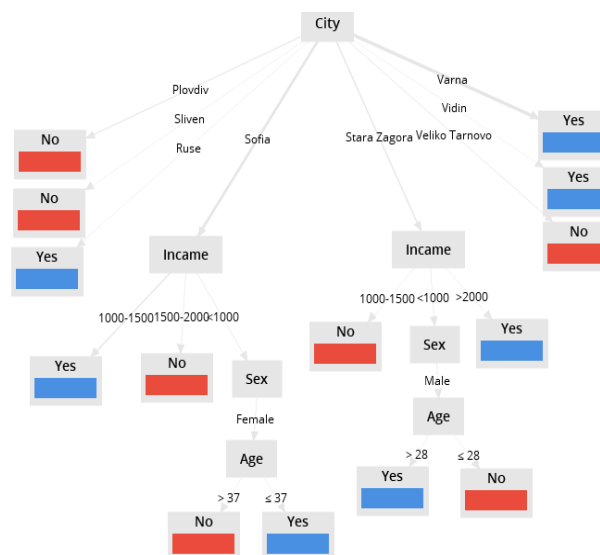 City
Plovdiv
Sliven
Ruse
Sofia
Stara Zagora
Veliko Tarnovo
Vidin
Varna
No
No
Yes
Yes
Yes
No
Incame
Incame
1000-1500
1500-2000
<1000
1000-1500
<1000
>2000
Yes
No
Sex
No
Sex
Yes
Female
Male
Age
Age
> 37
≤ 37
> 28
≤ 28
No
Yes
Yes
No